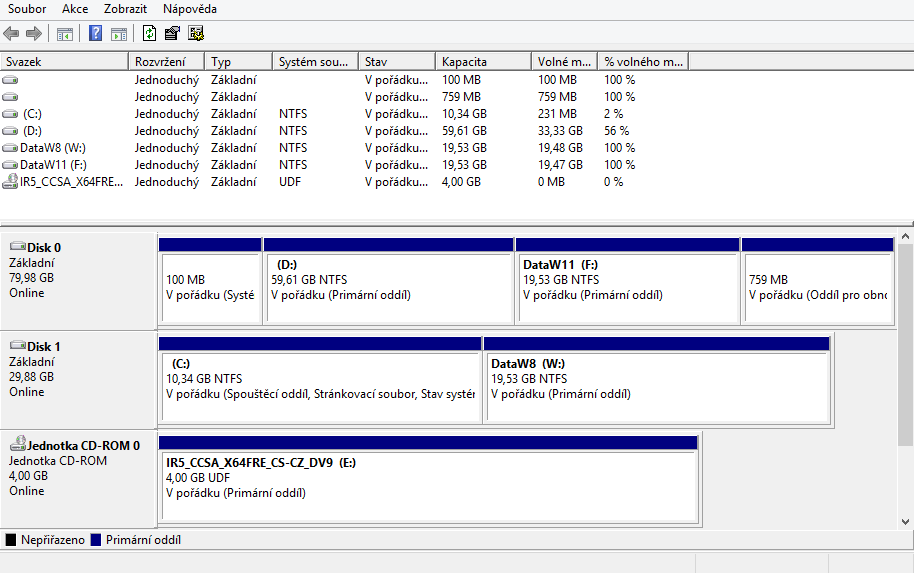 Soubor Akce Zobrazit Nápověda
Svazek Rozvržení Typ Systém sou... Stav Kapacita Volné m... % volného m...
Jednoduchý Základní V pořádku... 100 MB 100 MB 100 %
Jednoduchý Základní V pořádku... 759 MB 759 MB 100 %
(C:) Jednoduchý Základní NTFS V pořádku... 10,34 GB 231 MB 2 %
(D:) Jednoduchý Základní NTFS V pořádku... 59,61 GB 33,33 GB 56 %
DataW8 (W:) Jednoduchý Základní NTFS V pořádku... 19,53 GB 19,48 GB 100 %
DataW11 (F:) Jednoduchý Základní NTFS V pořádku... 19,53 GB 19,47 GB 100 %
IR5_CCSA_X64FRE... Jednoduchý Základní UDF V pořádku... 4,00 GB 0 MB 0 %
Disk 0
Základní
79,98 GB
Online
100 MB
V pořádku (Systé
(D:)
59,61 GB NTFS
V pořádku (Primární oddíl)
DataW11 (F:)
19,53 GB NTFS
V pořádku (Primární oddíl)
759 MB
V pořádku (Oddíl pro obno
Disk 1
Základní
29,88 GB
Online
(C:)
10,34 GB NTFS
V pořádku (Spouštěcí oddíl, Stránkovací soubor, Stav systér
DataW8 (W:)
19,53 GB NTFS
V pořádku (Primární oddíl)
Jednotka CD-ROM 0
Jednotka CD-ROM
4,00 GB
Online
IR5_CCSA_X64FRE_CS-CZ_DV9 (E:)
4,00 GB UDF
V pořádku (Primární oddíl)
Nepřiřazeno Primární oddíl